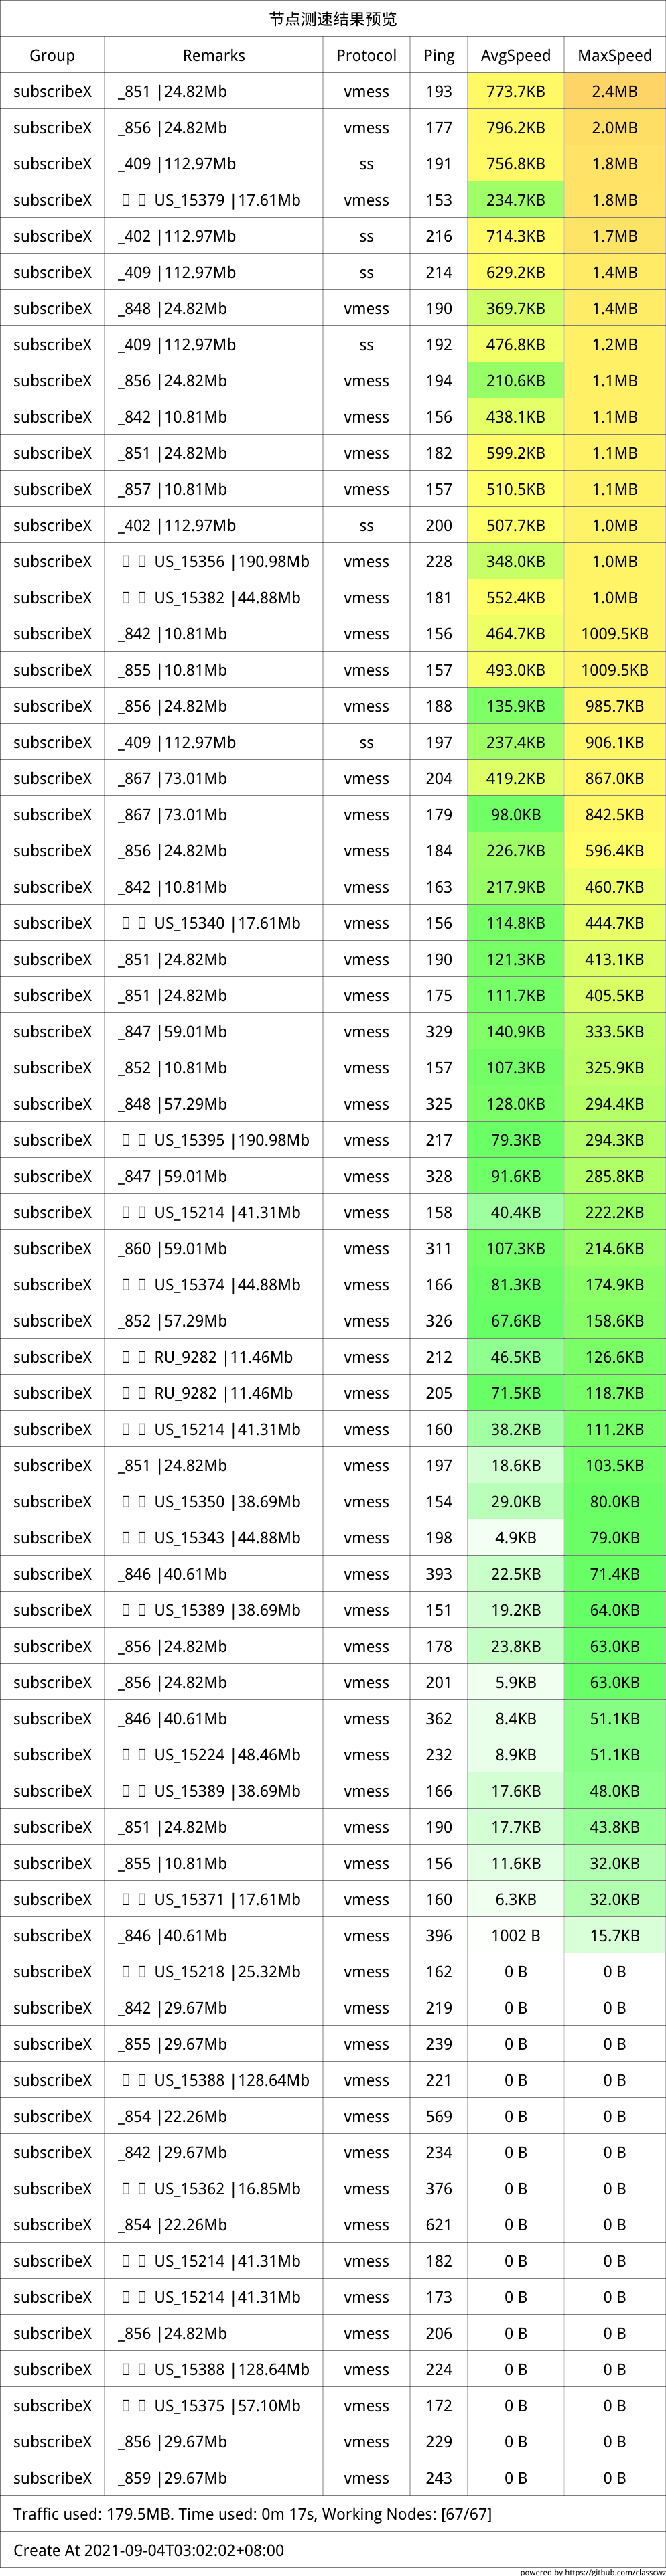 节点测速结果预览
Group Remarks Protocol Ping AvgSpeed MaxSpeed
subscribeX _851 |24.82Mb vmess 193 773.7KB 2.4MB
subscribeX _856 |24.82Mb vmess 177 796.2KB 2.0MB
subscribeX _409 |112.97Mb ss 191 756.8KB 1.8MB
subscribeX US_15379 |17.61Mb vmess 153 234.7KB 1.8MB
subscribeX _402 |112.97Mb ss 216 714.3KB 1.7MB
subscribeX _409 |112.97Mb ss 214 629.2KB 1.4MB
subscribeX _848 |24.82Mb vmess 190 369.7KB 1.4MB
subscribeX _409 |112.97Mb ss 192 476.8KB 1.2MB
subscribeX _856 |24.82Mb vmess 194 210.6KB 1.1MB
subscribeX _842 |10.81Mb vmess 156 438.1KB 1.1MB
subscribeX _851 |24.82Mb vmess 182 599.2KB 1.1MB
subscribeX _857 |10.81Mb vmess 157 510.5KB 1.1MB
subscribeX _402 |112.97Mb ss 200 507.7KB 1.0MB
subscribeX US_15356 |190.98Mb vmess 228 348.0KB 1.0MB
subscribeX US_15382 |44.88Mb vmess 181 552.4KB 1.0MB
subscribeX _842 |10.81Mb vmess 156 464.7KB 1009.5KB
subscribeX _855 |10.81Mb vmess 157 493.0KB 1009.5KB
subscribeX _856 |24.82Mb vmess 188 135.9KB 985.7KB
subscribeX _409 |112.97Mb ss 197 237.4KB 906.1KB
subscribeX _867 |73.01Mb vmess 204 419.2KB 867.0KB
subscribeX _867 |73.01Mb vmess 179 98.0KB 842.5KB
subscribeX _856 |24.82Mb vmess 184 226.7KB 596.4KB
subscribeX _842 |10.81Mb vmess 163 217.9KB 460.7KB
subscribeX US_15340 |17.61Mb vmess 156 114.8KB 444.7KB
subscribeX _851 |24.82Mb vmess 190 121.3KB 413.1KB
subscribeX _851 |24.82Mb vmess 175 111.7KB 405.5KB
subscribeX _847 |59.01Mb vmess 329 140.9KB 333.5KB
subscribeX _852 |10.81Mb vmess 157 107.3KB 325.9KB
subscribeX _848 |57.29Mb vmess 325 128.0KB 294.4KB
subscribeX US_15395 |190.98Mb vmess 217 79.3KB 294.3KB
subscribeX _847 |59.01Mb vmess 328 91.6KB 285.8KB
subscribeX US_15214 |41.31Mb vmess 158 40.4KB 222.2KB
subscribeX _860 |59.01Mb vmess 311 107.3KB 214.6KB
subscribeX US_15374 |44.88Mb vmess 166 81.3KB 174.9KB
subscribeX _852 |57.29Mb vmess 326 67.6KB 158.6KB
subscribeX RU_9282 |11.46Mb vmess 212 46.5KB 126.6KB
subscribeX RU_9282 |11.46Mb vmess 205 71.5KB 118.7KB
subscribeX US_15214 |41.31Mb vmess 160 38.2KB 111.2KB
subscribeX _851 |24.82Mb vmess 197 18.6KB 103.5KB
subscribeX US_15350 |38.69Mb vmess 154 29.0KB 80.0KB
subscribeX US_15343 |44.88Mb vmess 198 4.9KB 79.0KB
subscribeX _846 |40.61Mb vmess 393 22.5KB 71.4KB
subscribeX US_15389 |38.69Mb vmess 151 19.2KB 64.0KB
subscribeX _856 |24.82Mb vmess 178 23.8KB 63.0KB
subscribeX _856 |24.82Mb vmess 201 5.9KB 63.0KB
subscribeX _846 |40.61Mb vmess 362 8.4KB 51.1KB
subscribeX US_15224 |48.46Mb vmess 232 8.9KB 51.1KB
subscribeX US_15389 |38.69Mb vmess 166 17.6KB 48.0KB
subscribeX _851 |24.82Mb vmess 190 17.7KB 43.8KB
subscribeX _855 |10.81Mb vmess 156 11.6KB 32.0KB
subscribeX US_15371 |17.61Mb vmess 160 6.3KB 32.0KB
subscribeX _846 |40.61Mb vmess 396 1002 B 15.7KB
subscribeX US_15218 |25.32Mb vmess 162 0 B 0 B
subscribeX _842 |29.67Mb vmess 219 0 B 0 B
subscribeX _855 |29.67Mb vmess 239 0 B 0 B
subscribeX US_15388 |128.64Mb vmess 221 0 B 0 B
subscribeX _854 |22.26Mb vmess 569 0 B 0 B
subscribeX _842 |29.67Mb vmess 234 0 B 0 B
subscribeX US_15362 |16.85Mb vmess 376 0 B 0 B
subscribeX _854 |22.26Mb vmess 621 0 B 0 B
subscribeX US_15214 |41.31Mb vmess 182 0 B 0 B
subscribeX US_15214 |41.31Mb vmess 173 0 B 0 B
subscribeX _856 |24.82Mb vmess 206 0 B 0 B
subscribeX US_15388 |128.64Mb vmess 224 0 B 0 B
subscribeX US_15375 |57.10Mb vmess 172 0 B 0 B
subscribeX _856 |29.67Mb vmess 229 0 B 0 B
subscribeX _859 |29.67Mb vmess 243 0 B 0 B
Traffic used: 179.5MB. Time used: 0m 17s, Working Nodes: [67/67]
Create At 2021-09-04T03:02:02+08:00
powered by https://github.com/classcwz